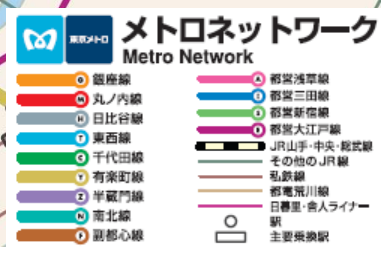 東京メトロ
メトロネットワーク
Metro Network
G 銀座線
M 丸ノ内線
H 日比谷線
T 東西線
C 千代田線
Y 有楽町線
Z 半蔵門線
N 南北線
F 副都心線
A 都営浅草線
I 都営三田線
S 都営新宿線
E 都営大江戸線
JR山手・中央・総武線
その他のJR線
私鉄線
都電荒川線
日暮里・舎人ライナー
駅
主要乗換駅